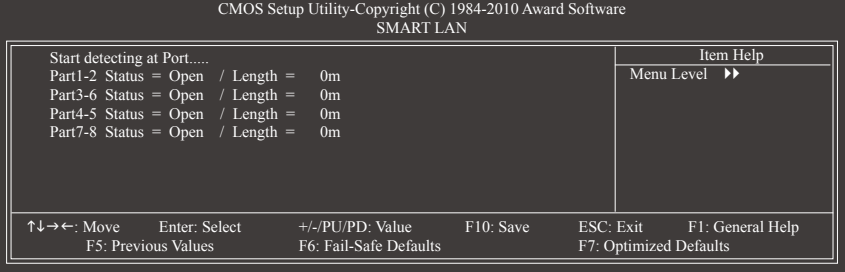 CMOS Setup Utility-Copyright (C) 1984-2010 Award Software
SMART LAN
Start detecting at Port.....
Part1-2 Status = Open / Length = 0m
Part3-6 Status = Open / Length = 0m
Part4-5 Status = Open / Length = 0m
Part7-8 Status = Open / Length = 0m
Item Help
Menu Level ▶▶
↑↓→←: Move Enter: Select +/-/PU/PD: Value F10: Save ESC: Exit F1: General Help
F5: Previous Values F6: Fail-Safe Defaults F7: Optimized Defaults